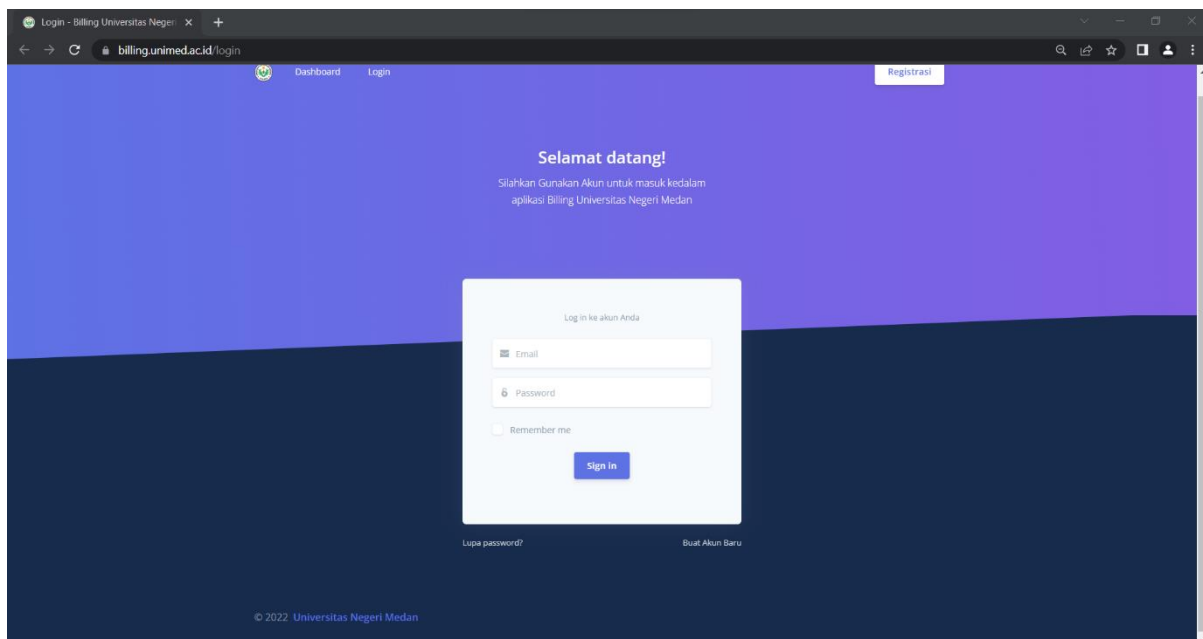 Login - Billing Universitas Negeri
billing.unimed.ac.id/login
Dashboard Login Registrasi
Selamat datang!
Silahkan Gunakan Akun untuk masuk kedalam
aplikasi Billing Universitas Negeri Medan
Log in ke akun Anda
Email
Password
Remember me
Sign in
Lupa password? Buat Akun Baru
© 2022 Universitas Negeri Medan